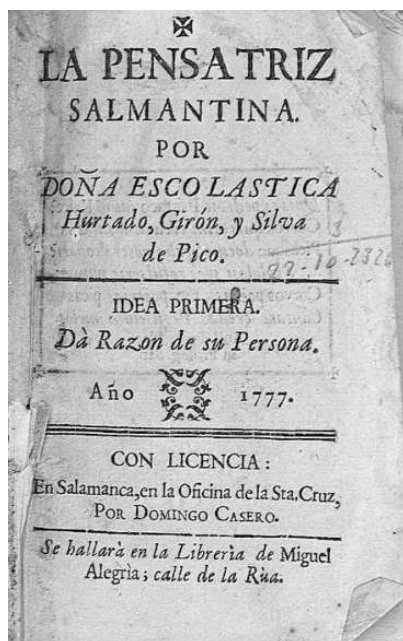 LA PENSATRIZ
SALMANTINA.
POR
DOÑA ESCOLASTICA
Hurtado, Girón, y Silva
de Pico.
IDEA PRIMERA.
Dà Razon de su Persona.
Año 1777.
CON LICENCIA:
En Salamanca, en la Oficina de la Sta. Cruz,
POR DOMINGO CASERO.
Se hallarà en la Librerìa de Miguel
Alegrìa; calle de la Rùa.